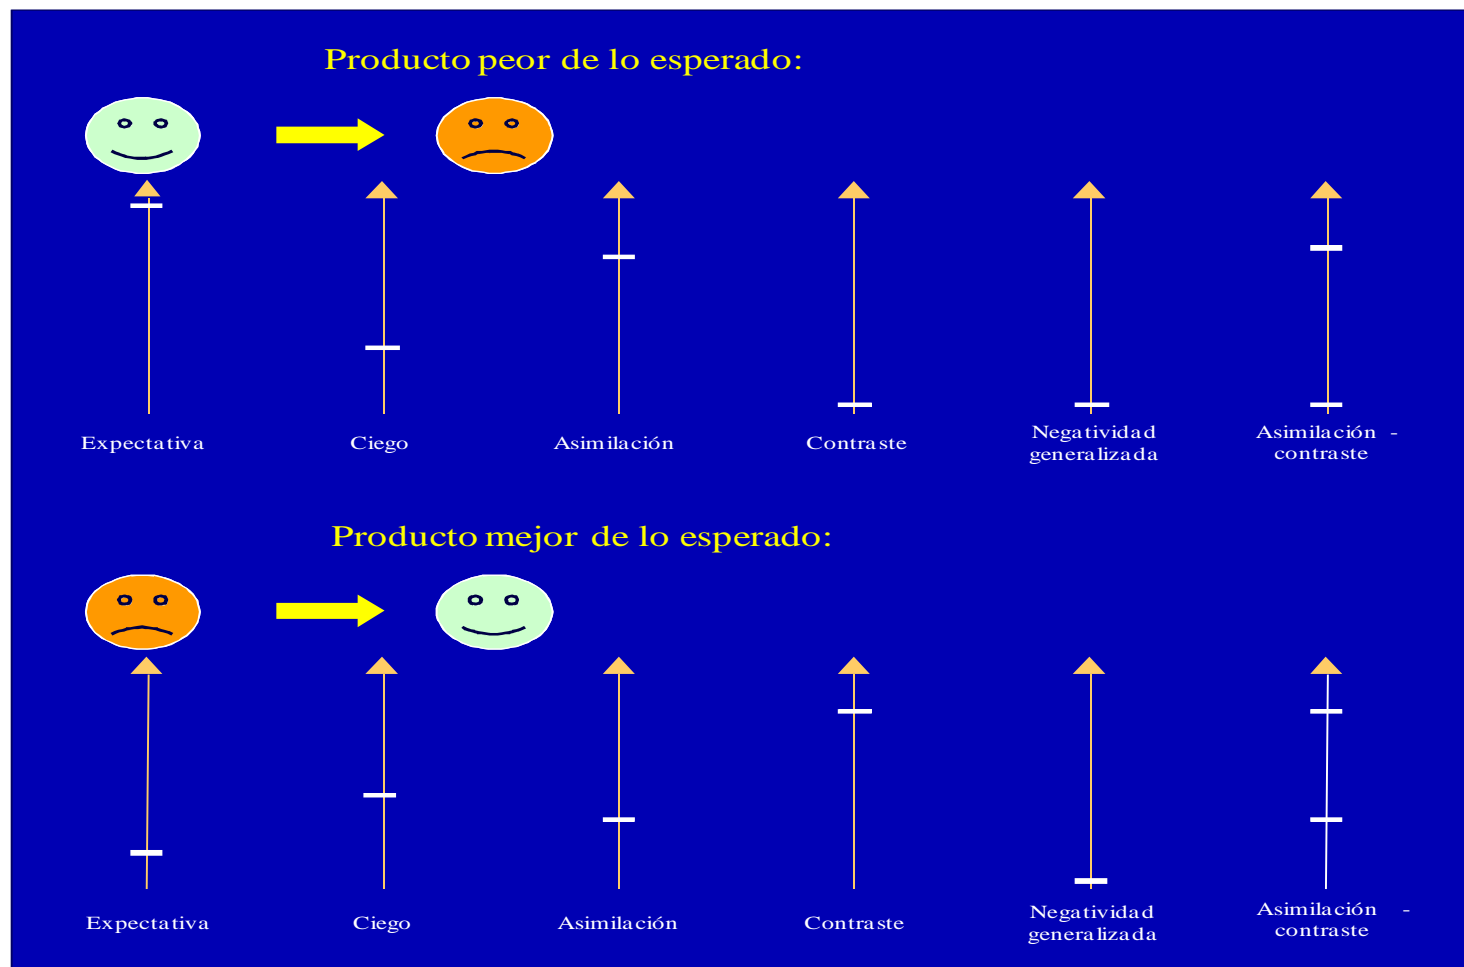 Producto peor de lo esperado:
Expectativa
Ciego
Asimilación
Contraste
Negatividad
generalizada
Asimilación -
contraste
Producto mejor de lo esperado:
Expectativa
Ciego
Asimilación
Contraste
Negatividad
generalizada
Asimilación -
contraste